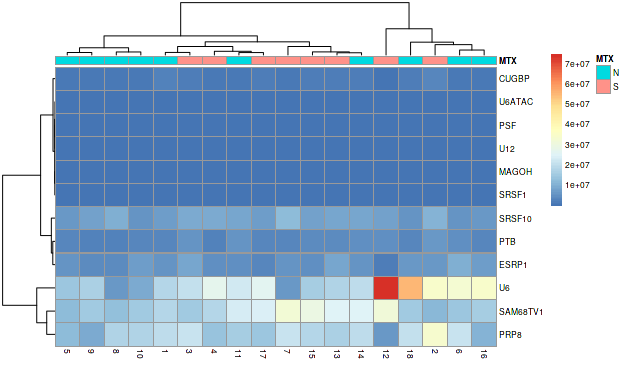 MTX
CUGBP
U6ATAC
PSF
U12
MAGOH
SRSF1
SRSF10
PTB
ESRP1
U6
SAM68TV1
PRP8
5 9 8 10 1 3 4 11 17 7 15 13 14 12 18 2 6 16
7e+07
6e+07
5e+07
4e+07
3e+07
2e+07
1e+07
MTX
N
S